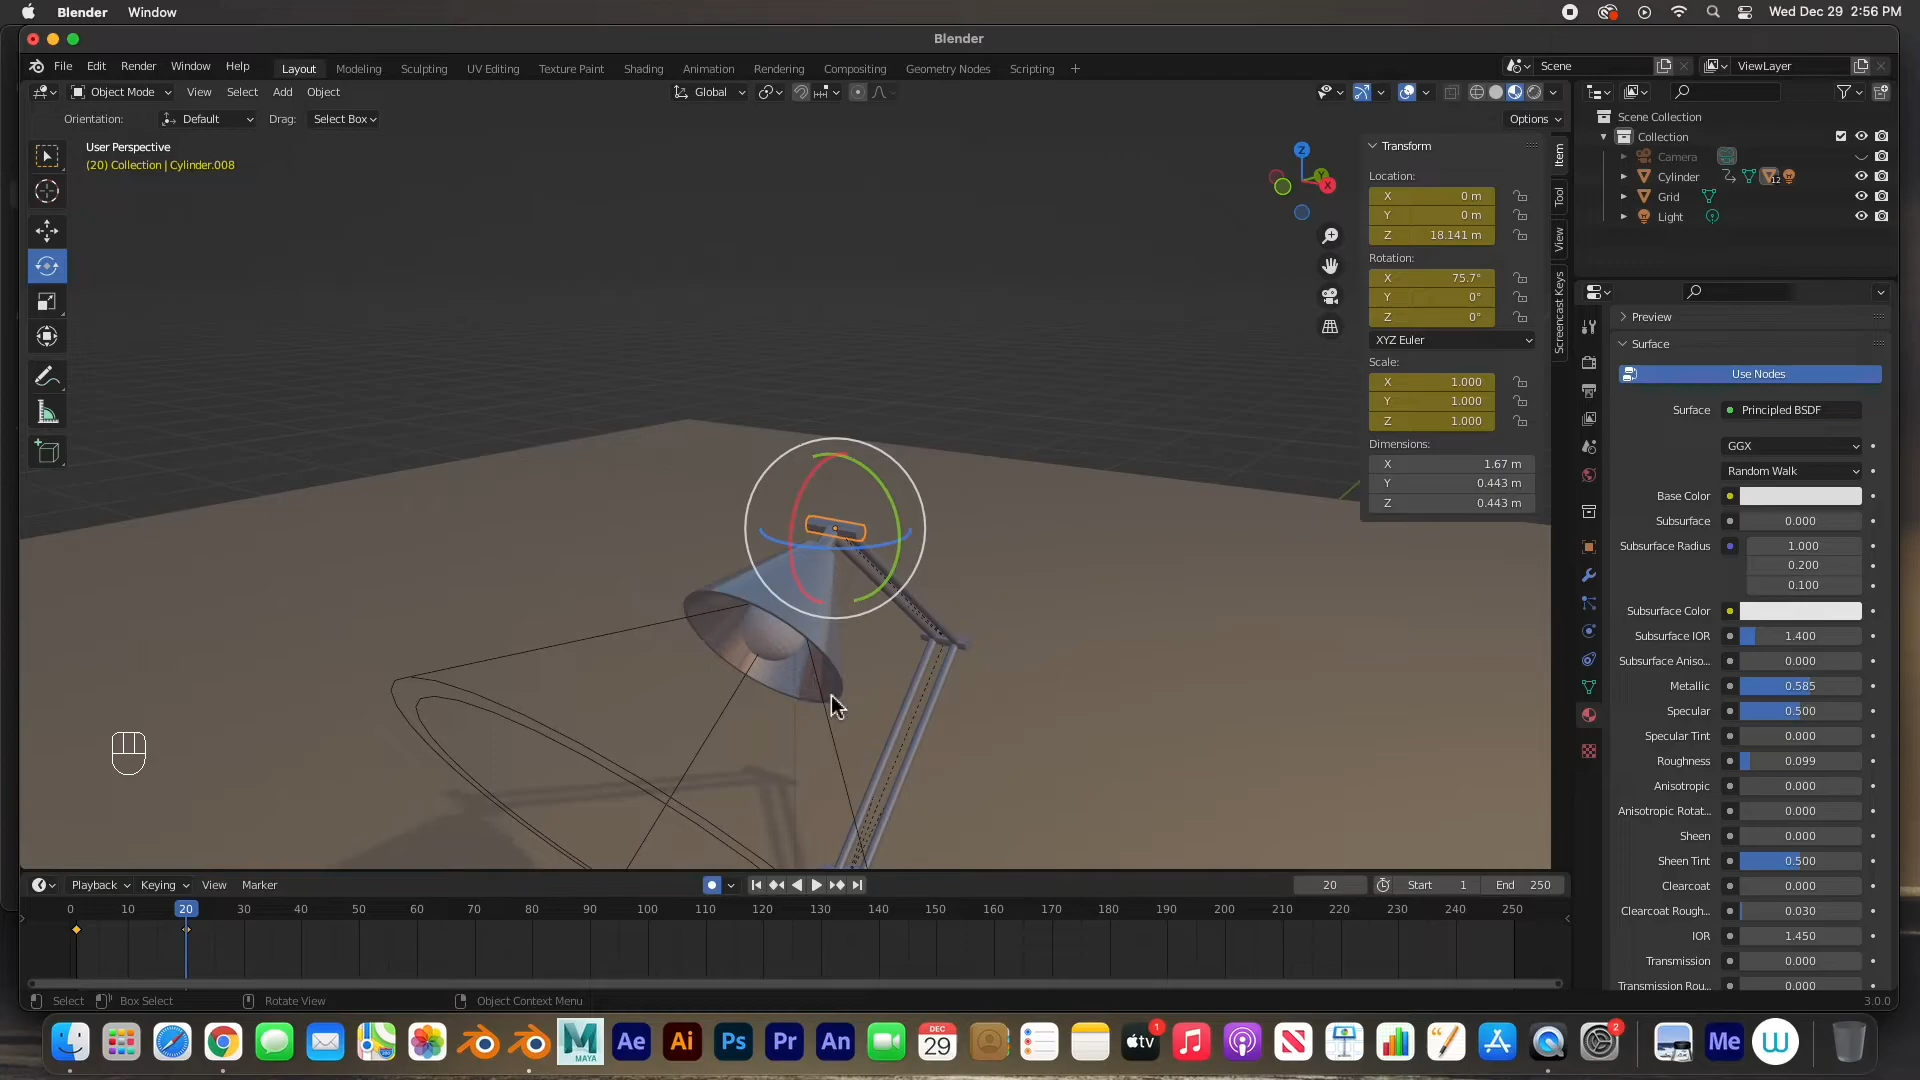 Blender Window Wed Dec 29 2:56 PM
Blender
File Edit Render Window Help Layout Modeling Sculpting UV Editing Texture Paint Shading Animation Rendering Compositing Geometry Nodes Scripting + Scene ViewLayer
Object Mode View Select Add Object Global
Orientation: Default Drag: Select Box Options
User Perspective
(20) Collection | Cylinder.008
Z
Y
X
Transform
Location:
X 0 m
Y 0 m
Z 18.141 m
Rotation:
X 75.7°
Y 0°
Z 0°
XYZ Euler
Scale:
X 1.000
Y 1.000
Z 1.000
Dimensions:
X 1.67 m
Y 0.443 m
Z 0.443 m
Item
Tool
View
Screencast Keys
Scene Collection
Collection
Camera
Cylinder 12
Grid
Light
Preview
Surface
Use Nodes
Surface Principled BSDF
GGX
Random Walk
Base Color
Subsurface 0.000
Subsurface Radius 1.000
0.200
0.100
Subsurface Color
Subsurface IOR 1.400
Subsurface Aniso... 0.000
Metallic 0.585
Specular 0.500
Specular Tint 0.000
Roughness 0.099
Anisotropic 0.000
Anisotropic Rotat... 0.000
Sheen 0.000
Sheen Tint 0.500
Clearcoat 0.000
Clearcoat Rough... 0.030
IOR 1.450
Transmission 0.000
Transmission Rou... 0.000
Playback Keying View Marker 20 Start 1 End 250
0 10 20 30 40 50 60 70 80 90 100 110 120 130 140 150 160 170 180 190 200 210 220 230 240 250
Select Box Select Rotate View Object Context Menu 3.0.0
MAYA Ae Ai Ps Pr An DEC 29 tv 1 2 Me W